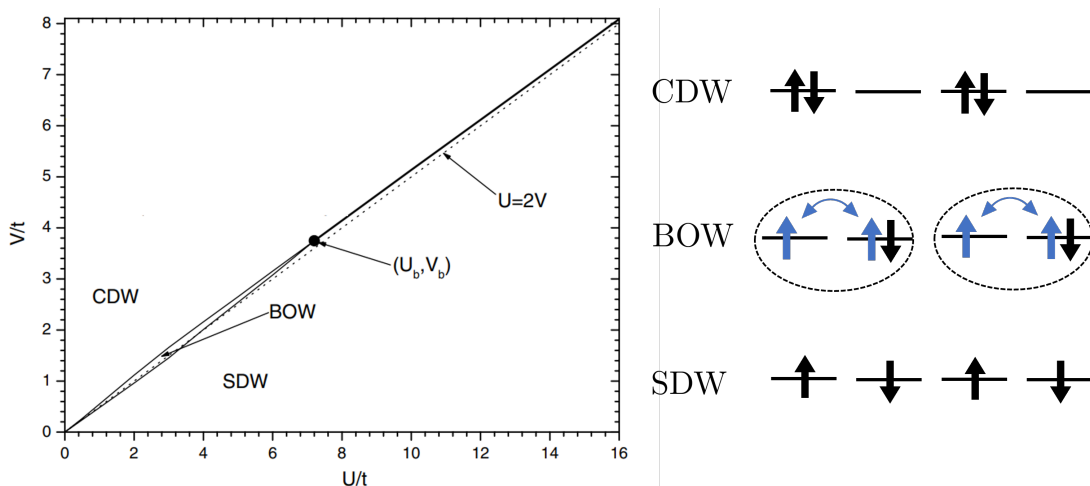 8
7
6
5
4
3
2
1
0
0 2 4 6 8 10 12 14 16
V/t
U/t
U=2V
(U_b,V_b)
CDW
BOW
SDW
CDW
BOW
SDW